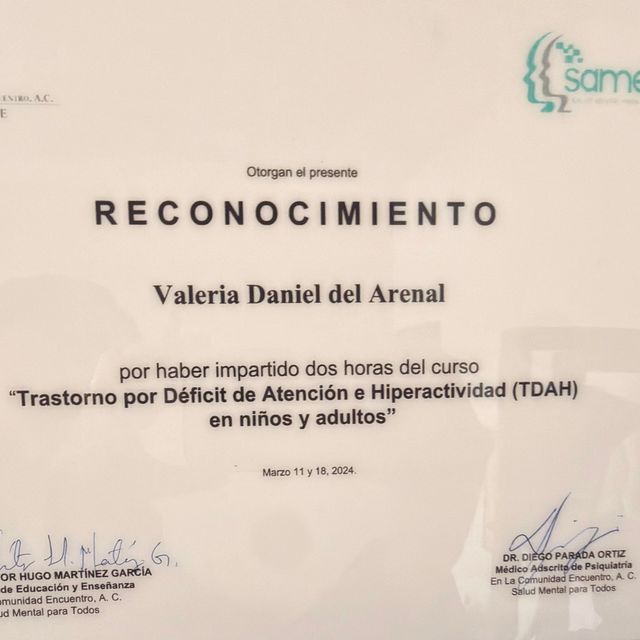 ENTRO, A.C.
E
same
Otorgan el presente
RECONOCIMIENTO
Valeria Daniel del Arenal
por haber impartido dos horas del curso
“Trastorno por Déficit de Atención e Hiperactividad (TDAH)
en niños y adultos”
Marzo 11 y 18, 2024.
OR HUGO MARTÍNEZ GARCÍA
de Educación y Enseñanza
omunidad Encuentro, A. C.
ud Mental para Todos
DR. DIEGO PARADA ORTIZ
Médico Adscrito de Psiquiatría
En La Comunidad Encuentro, A. C.
Salud Mental para Todos